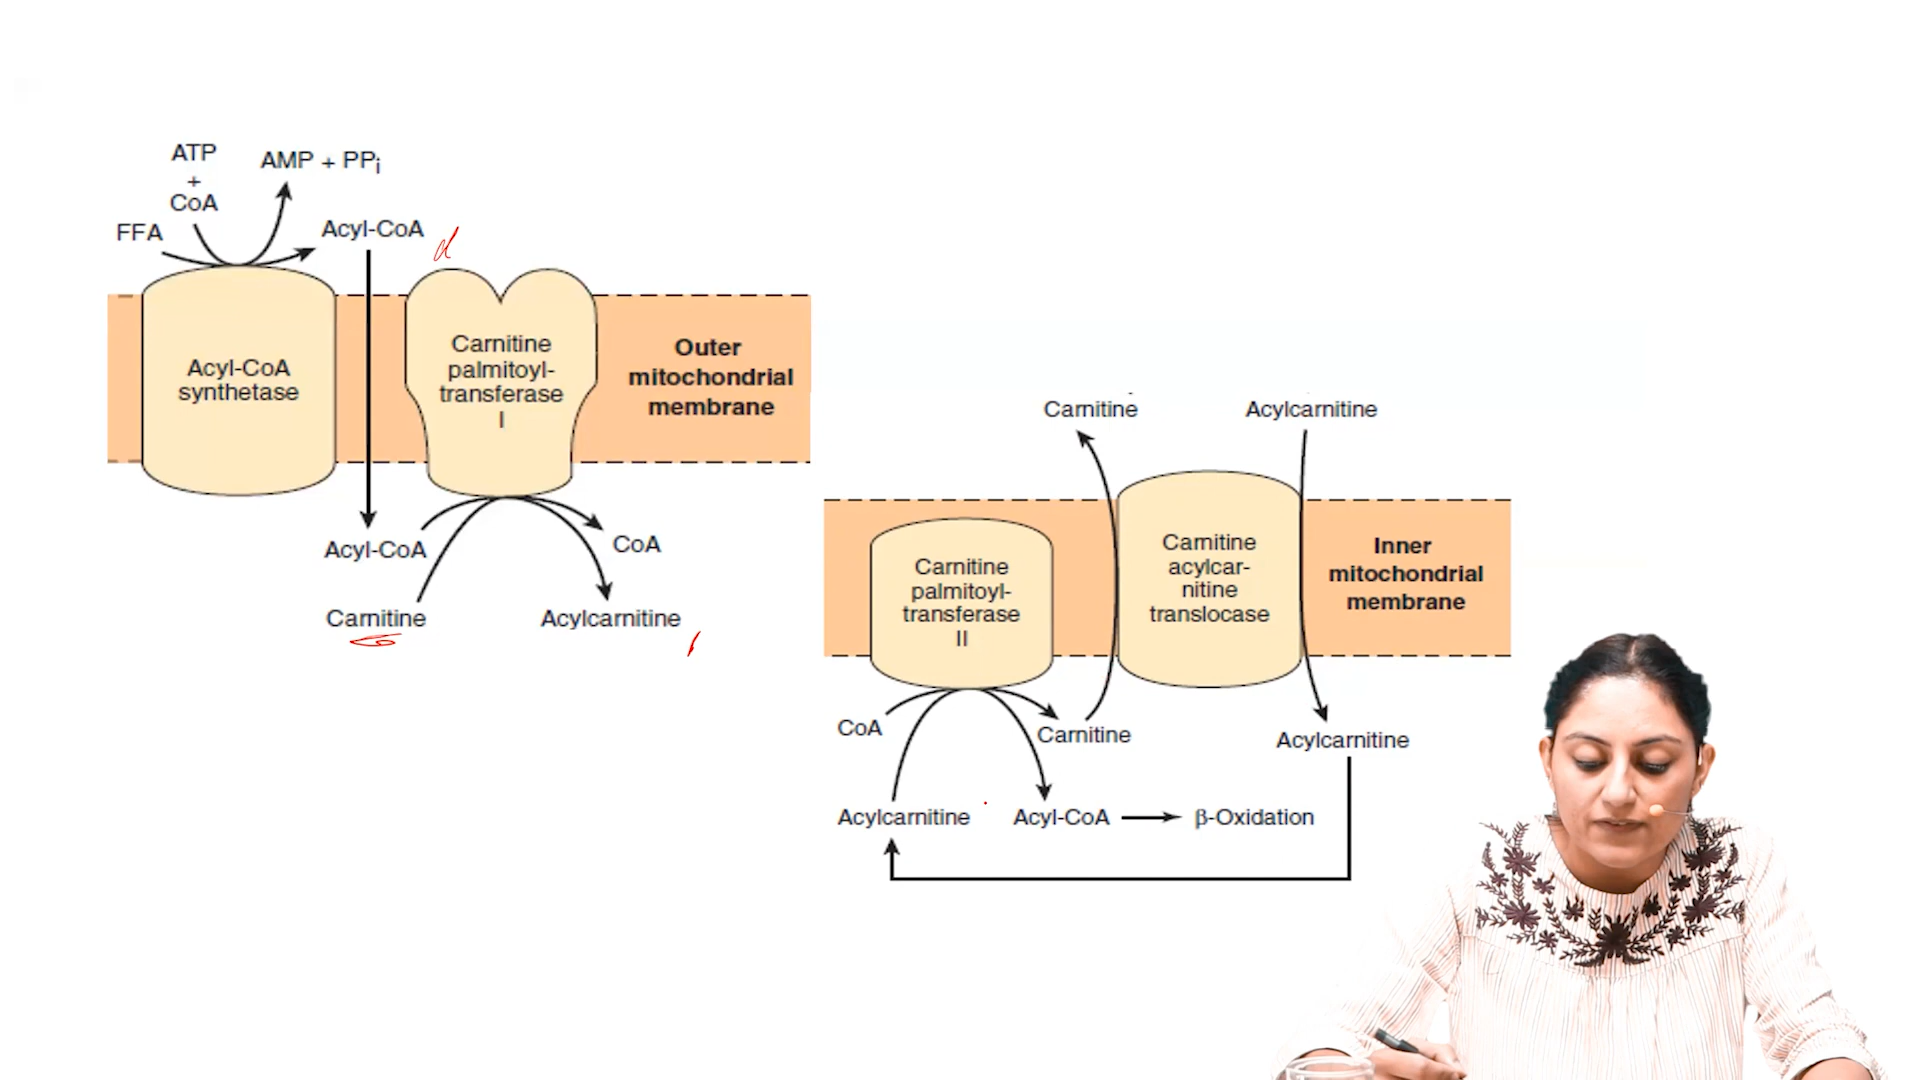 ATP
+
CoA
AMP + PPi
FFA
Acyl-CoA
Acyl-CoA
synthetase
Carnitine
palmitoyl-
transferase
I
Outer
mitochondrial
membrane
Acyl-CoA
CoA
Carnitine
Acylcarnitine
Carnitine
Acylcarnitine
Carnitine
palmitoyl-
transferase
II
Carnitine
acylcar-
nitine
translocase
Inner
mitochondrial
membrane
CoA
Carnitine
Acylcarnitine
Acylcarnitine
Acyl-CoA
β-Oxidation